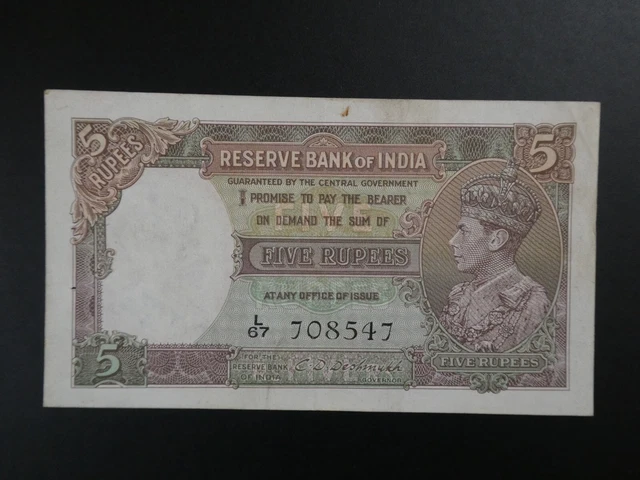 5 RUPEES
5
RESERVE BANK OF INDIA
GUARANTEED BY THE CENTRAL GOVERNMENT
I PROMISE TO PAY THE BEARER
ON DEMAND THE SUM OF
FIVE
FIVE RUPEES
AT ANY OFFICE OF ISSUE
L/67 708547
5
FOR THE
RESERVE BANK
OF INDIA
C. D. Deshmukh
GOVERNOR
FIVE RUPEES